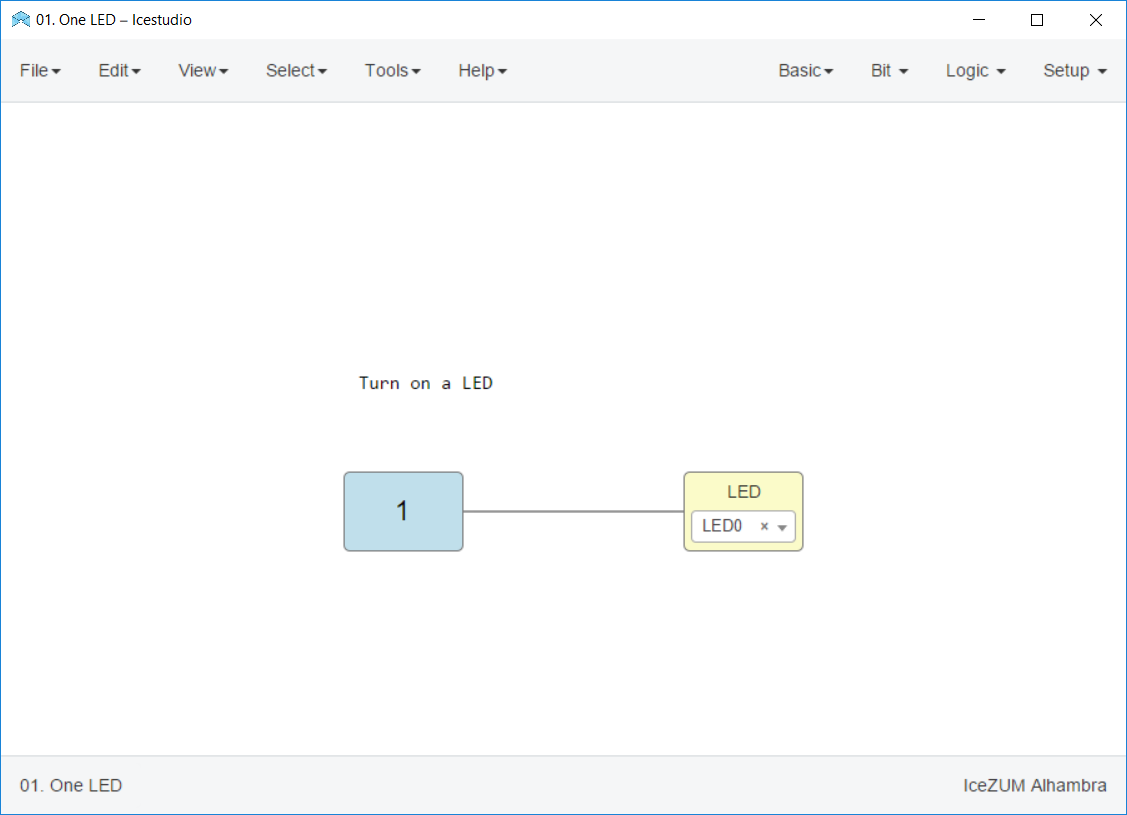 01. One LED – Icestudio
File Edit View Select Tools Help Basic Bit Logic Setup
Turn on a LED
1
LED
LED0 ×
01. One LED IceZUM Alhambra